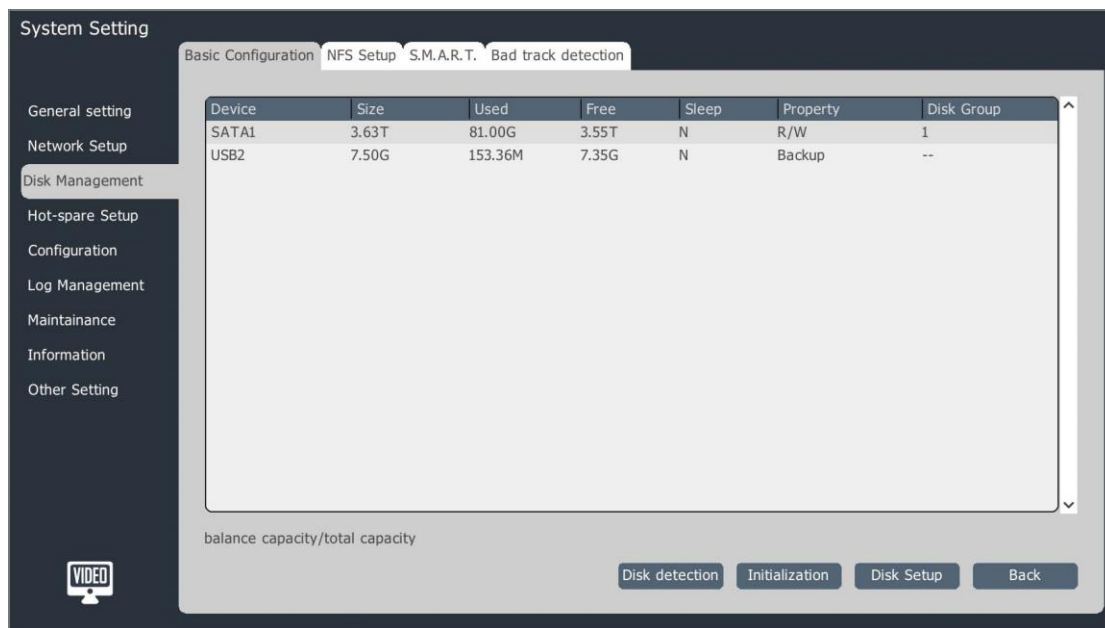 System Setting
Basic Configuration NFS Setup S.M.A.R.T. Bad track detection
General setting
Network Setup
Disk Management
Hot-spare Setup
Configuration
Log Management
Maintainance
Information
Other Setting
VIDEO
Device Size Used Free Sleep Property Disk Group
SATA1 3.63T 81.00G 3.55T N R/W 1
USB2 7.50G 153.36M 7.35G N Backup --
balance capacity/total capacity
Disk detection Initialization Disk Setup Back